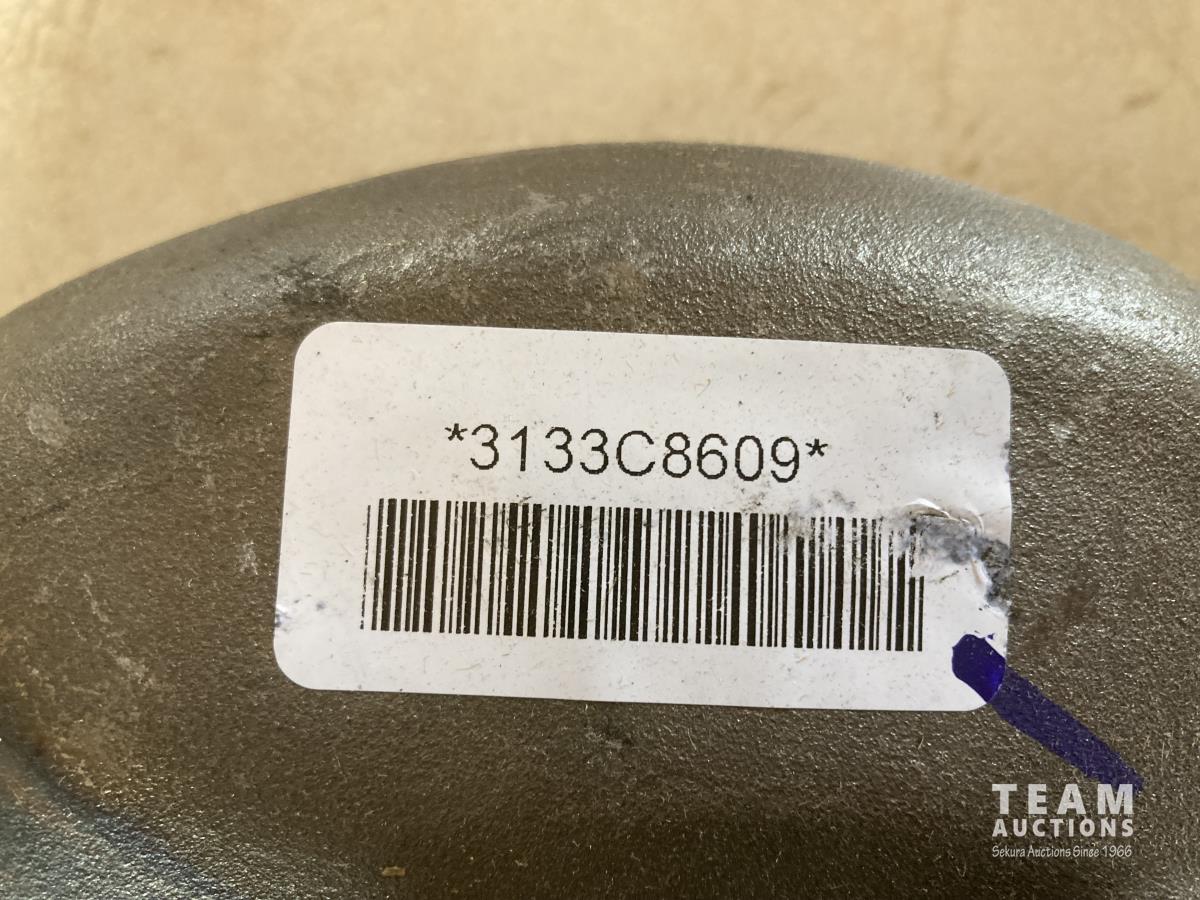 *3133C8609*
TEAM
AUCTIONS
Sekura Auctions Since 1966